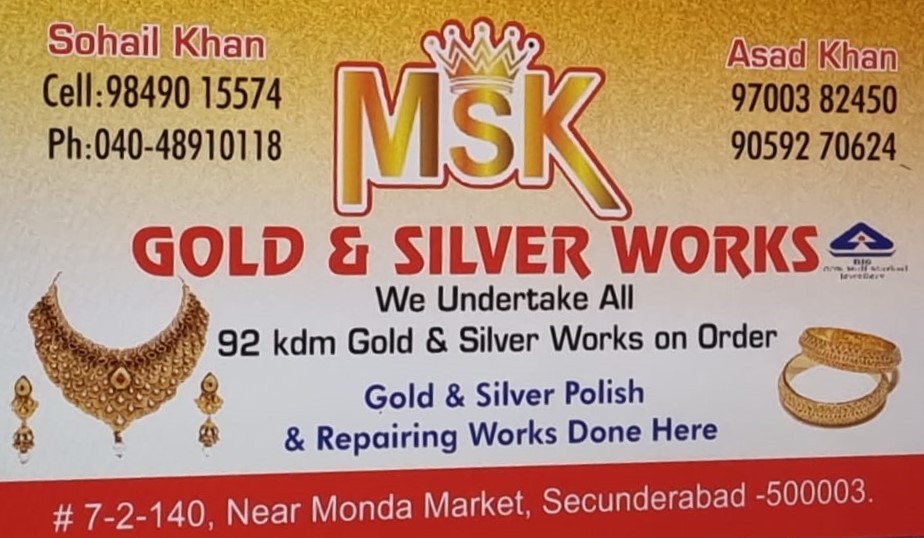 Sohail Khan
Cell:98490 15574
Ph:040-48910118
MSK
Asad Khan
97003 82450
90592 70624
GOLD & SILVER WORKS
BIS
Jewellery
We Undertake All
92 kdm Gold & Silver Works on Order
Gold & Silver Polish
& Repairing Works Done Here
# 7-2-140, Near Monda Market, Secunderabad -500003.